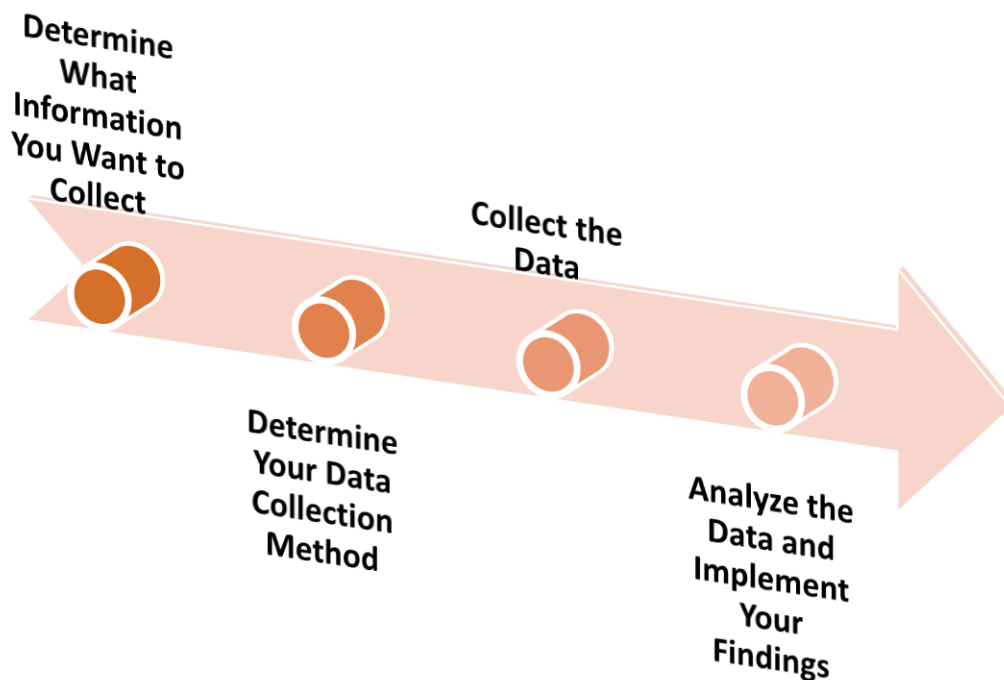 Determine
What
Information
You Want to
Collect
Determine
Your Data
Collection
Method
Collect the
Data
Analyze the
Data and
Implement
Your
Findings